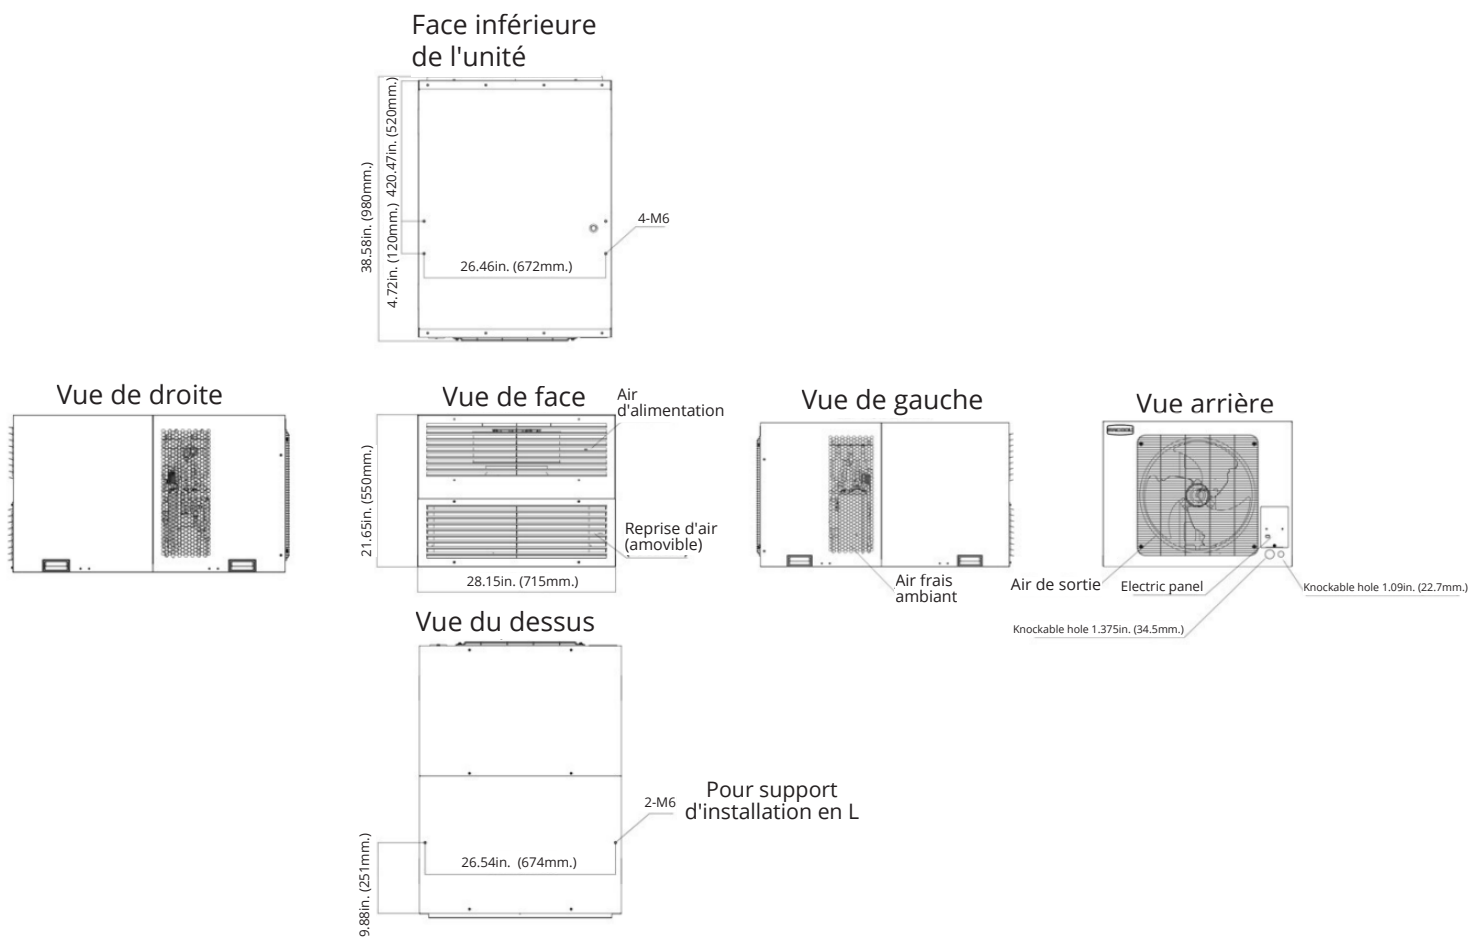 Face inférieure
de l'unité
38.58in. (980mm.)
4.72in. (120mm.) 420.47in. (520mm.)
4-M6
26.46in. (672mm.)
Vue de droite
Vue de face
Air
d'alimentation
Vue de gauche
Vue arrière
21.65in. (550mm.)
Reprise d'air
(amovible)
28.15in. (715mm.)
Air frais
ambiant
Air de sortie
Electric panel
Knockable hole 1.09in. (22.7mm.)
Knockable hole 1.375in. (34.5mm.)
Vue du dessus
2-M6
Pour support
d'installation en L
9.88in. (251mm.)
26.54in. (674mm.)